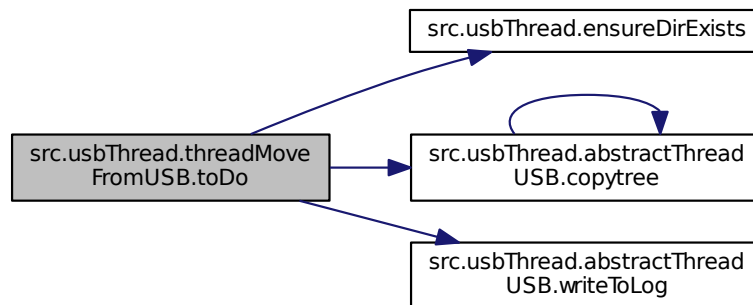 src.usbThread.ensureDirExists
src.usbThread.threadMove
FromUSB.toDo
src.usbThread.abstractThread
USB.copytree
src.usbThread.abstractThread
USB.writeToLog